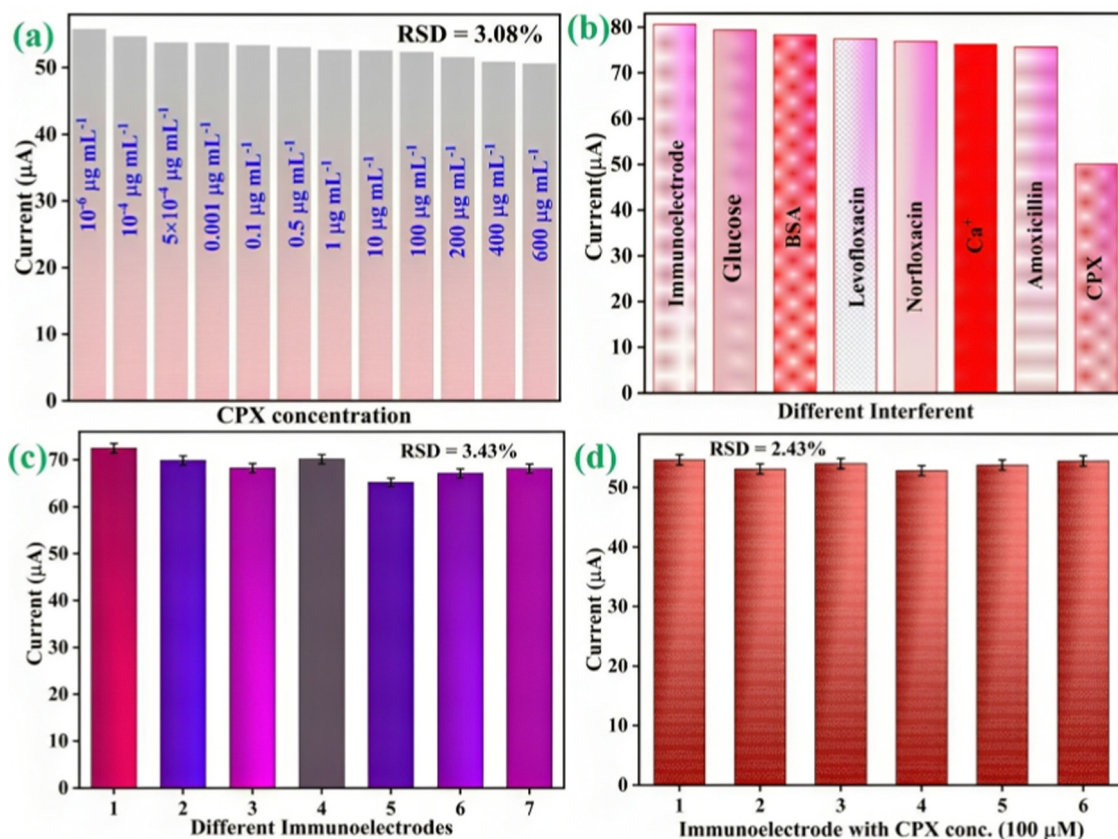 (a)
RSD = 3.08%
Current (μA)
50
40
30
20
10
0
10⁻⁶ μg mL⁻¹
10⁻⁴ μg mL⁻¹
5×10⁻⁴ μg mL⁻¹
0.001 μg mL⁻¹
0.1 μg mL⁻¹
0.5 μg mL⁻¹
1 μg mL⁻¹
10 μg mL⁻¹
100 μg mL⁻¹
200 μg mL⁻¹
400 μg mL⁻¹
600 μg mL⁻¹
CPX concentration
(b)
Current(μA)
80
70
60
50
40
30
20
10
0
Immunoelectrode
Glucose
BSA
Levofloxacin
Norfloxacin
Ca⁺
Amoxicillin
CPX
Different Interferent
(c)
RSD = 3.43%
Current (μA)
70
60
50
40
30
20
10
0
1 2 3 4 5 6 7
Different Immunoelectrodes
(d)
RSD = 2.43%
Current (μA)
50
40
30
20
10
0
1 2 3 4 5 6
Immunoelectrode with CPX conc. (100 μM)